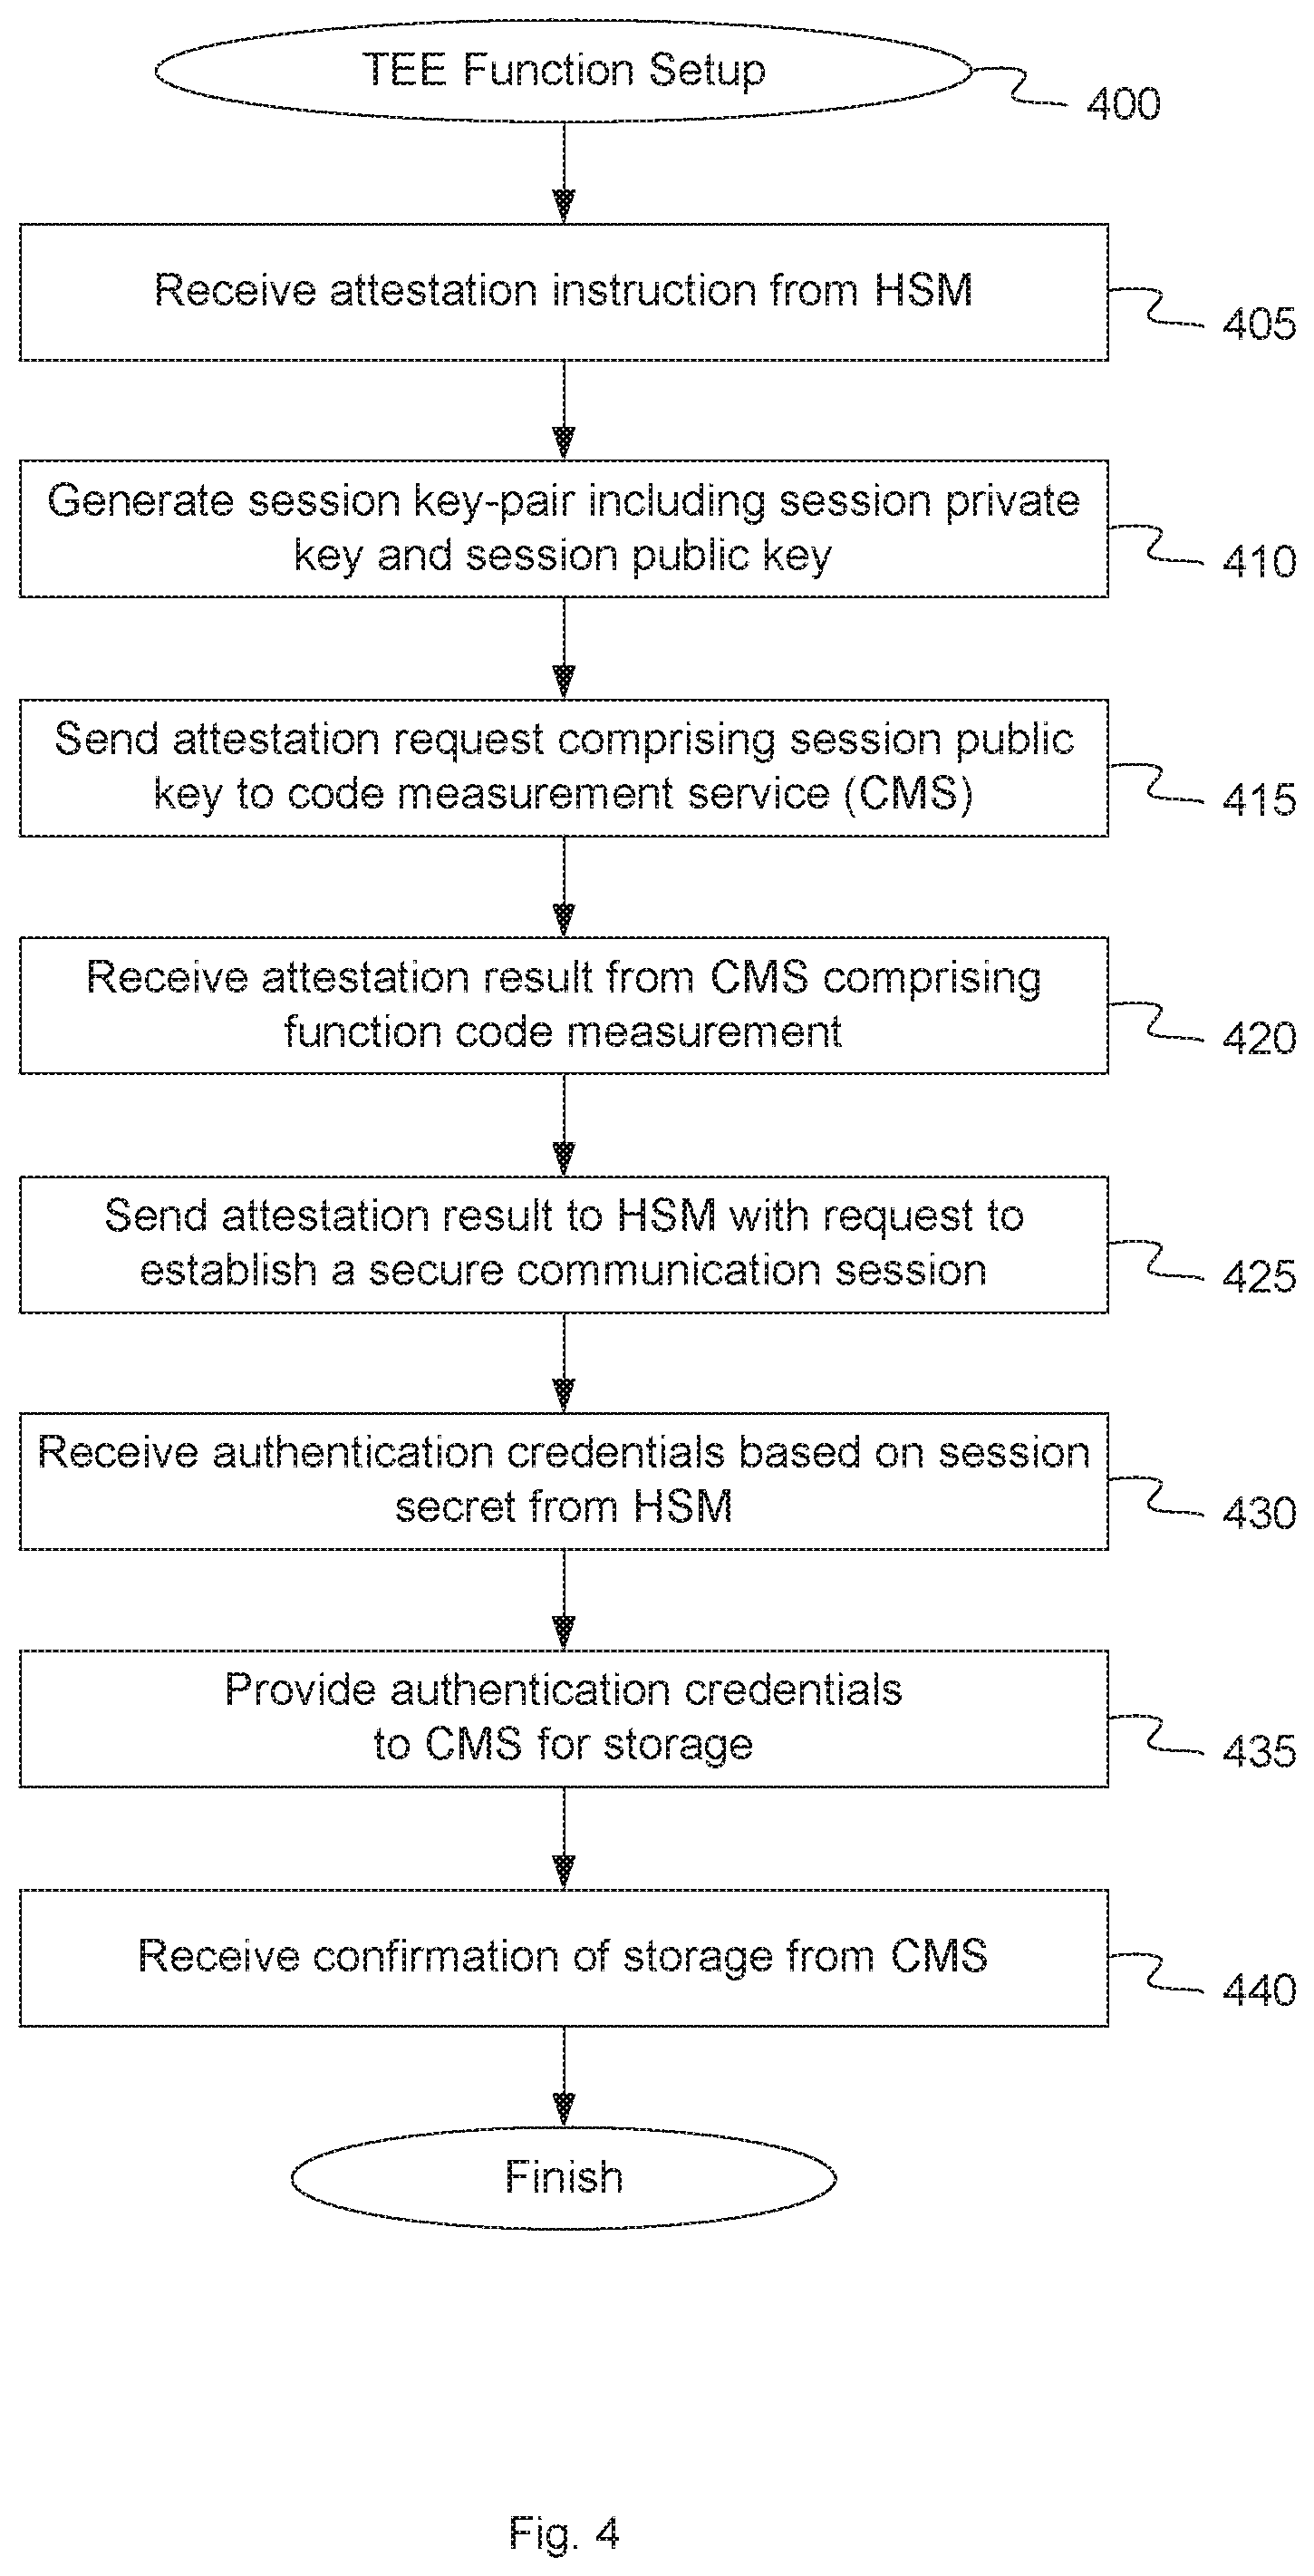 TEE Function Setup
400
Receive attestation instruction from HSM
405
Generate session key-pair including session private
key and session public key
410
Send attestation request comprising session public
key to code measurement service (CMS)
415
Receive attestation result from CMS comprising
function code measurement
420
Send attestation result to HSM with request to
establish a secure communication session
425
Receive authentication credentials based on session
secret from HSM
430
Provide authentication credentials
to CMS for storage
435
Receive confirmation of storage from CMS
440
Finish
Fig. 4